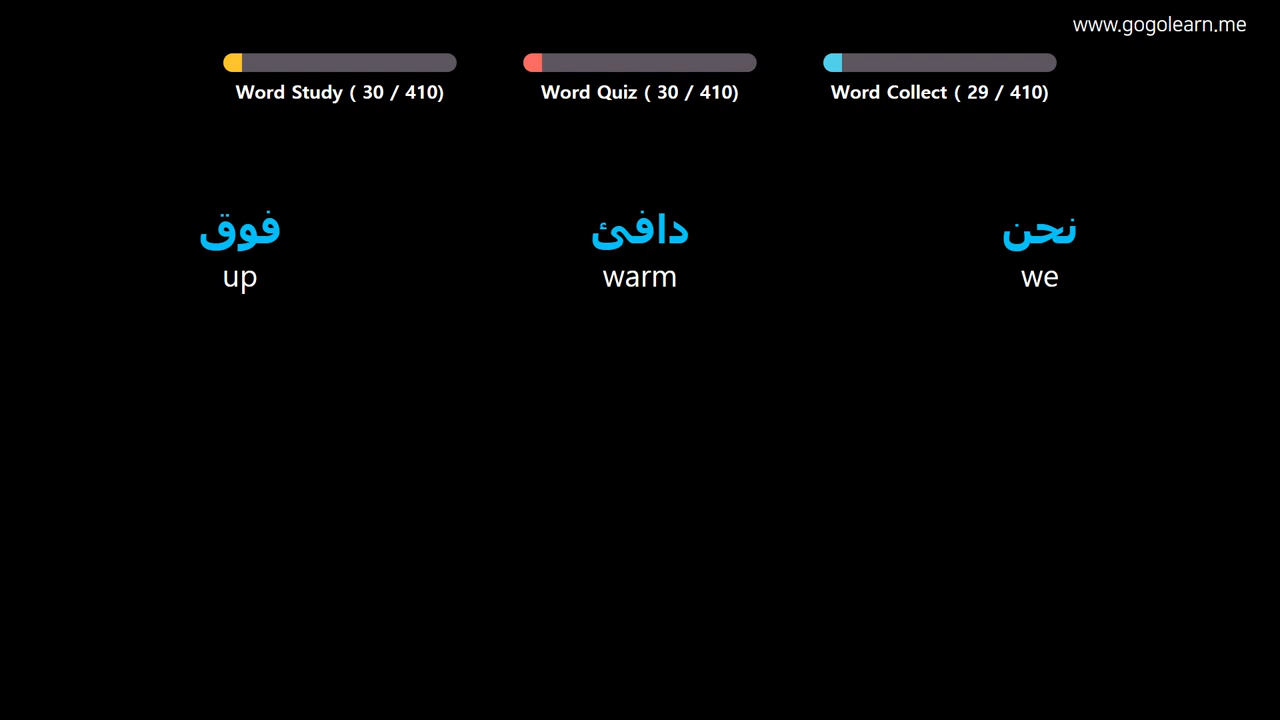 www.gogolearn.me
Word Study ( 30 / 410)
Word Quiz ( 30 / 410)
Word Collect ( 29 / 410)
فوق
up
دافئ
warm
نحن
we